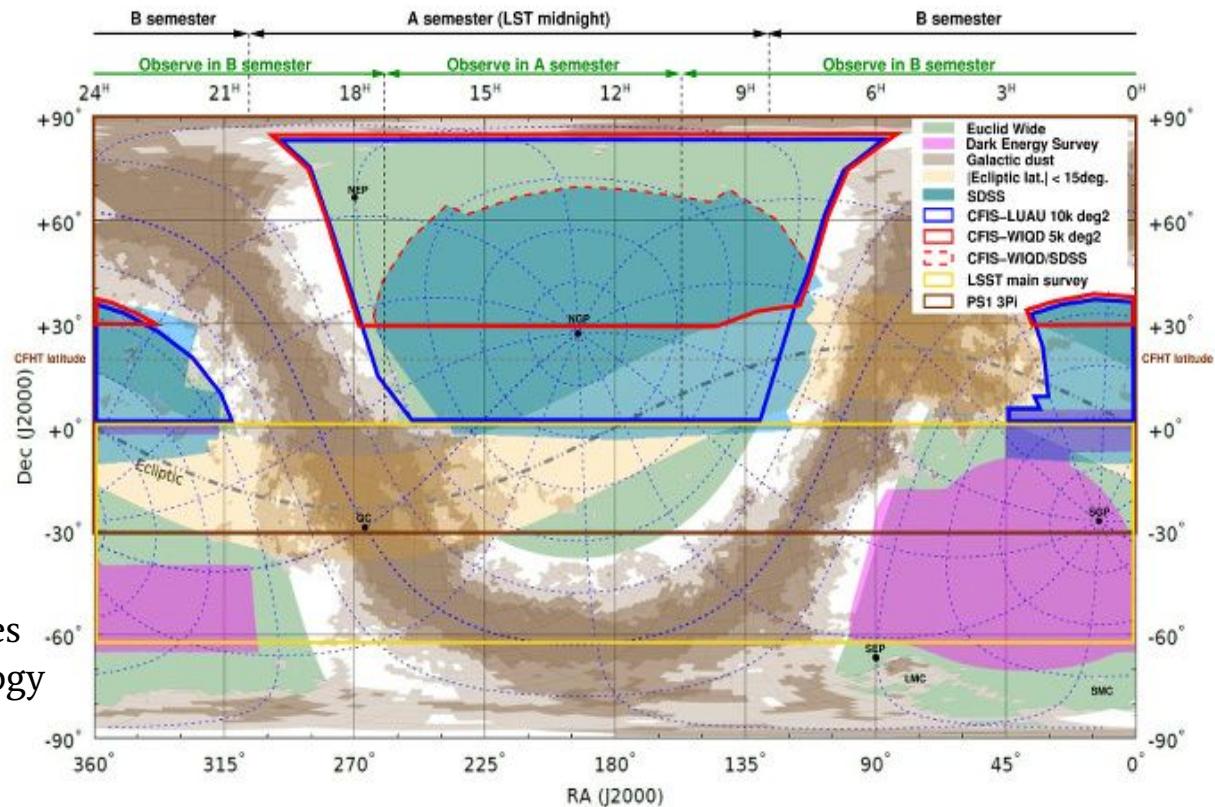 B semester A semester (LST midnight) B semester
Observe in B semester Observe in A semester Observe in B semester
24H 21H 18H 15H 12H 9H 6H 3H 0H
+90° +90°
Euclid Wide
Dark Energy Survey
Galactic dust
|Ecliptic lat.| < 15deg.
SDSS
CFIS-LUAU 10k deg2
CFIS-WIQD 5k deg2
CFIS-WIQD/SDSS
LSST main survey
PS1 3Pi
NEP
+60° +60°
+30° NGP +30°
CFHT latitude CFHT latitude
Dec (J2000)
+0° +0°
Ecliptic
GC SGP
-30° -30°
es
-60° -60°
SEP
ogy
LMC SMC
-90° -90°
360° 315° 270° 225° 180° 135° 90° 45° 0°
RA (J2000)